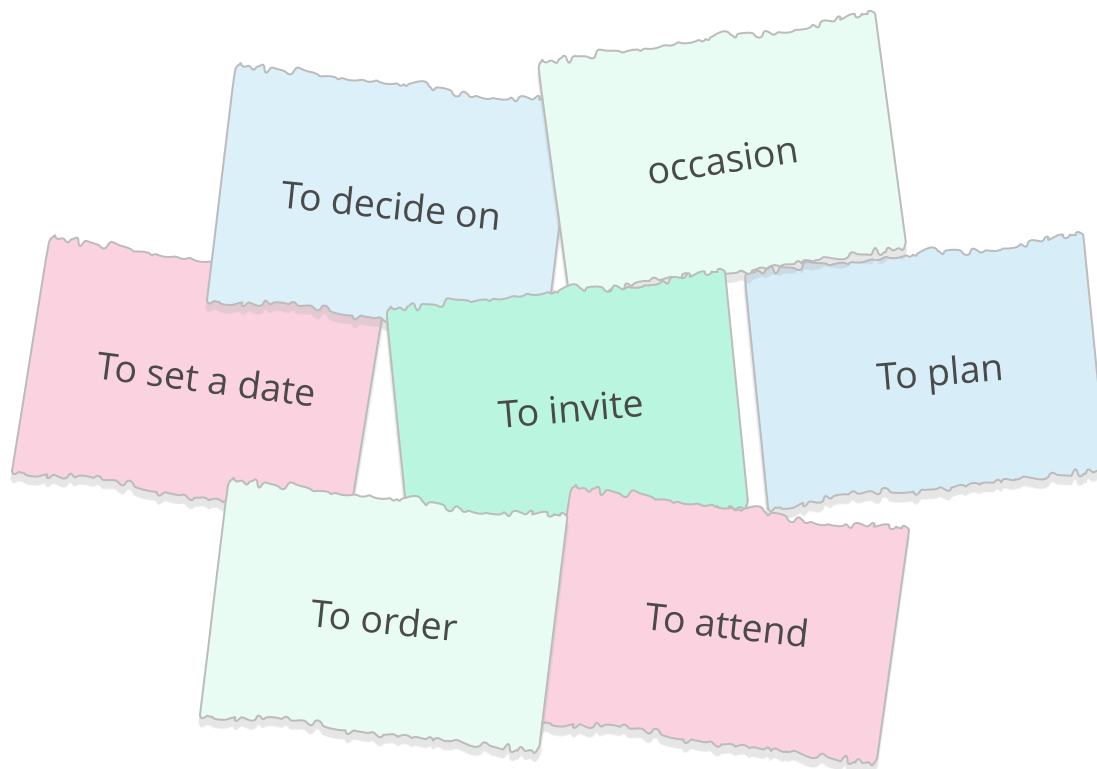 To decide on
occasion
To set a date
To invite
To plan
To order
To attend